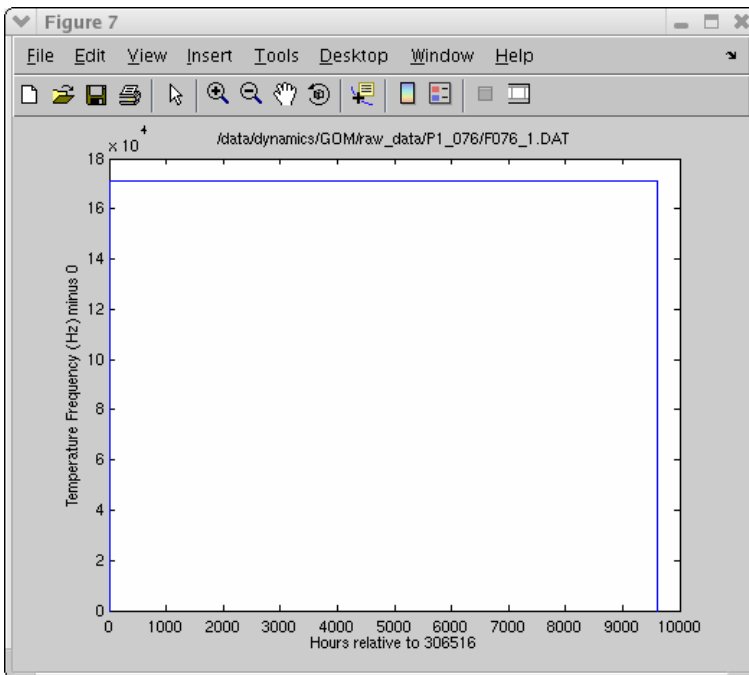 Figure 7
File Edit View Insert Tools Desktop Window Help
× 10⁴
/data/dynamics/GOM/raw_data/P1_076/F076_1.DAT
18
16
14
12
10
8
6
4
2
0
Temperature Frequency (Hz) minus 0
0 1000 2000 3000 4000 5000 6000 7000 8000 9000 10000
Hours relative to 306516